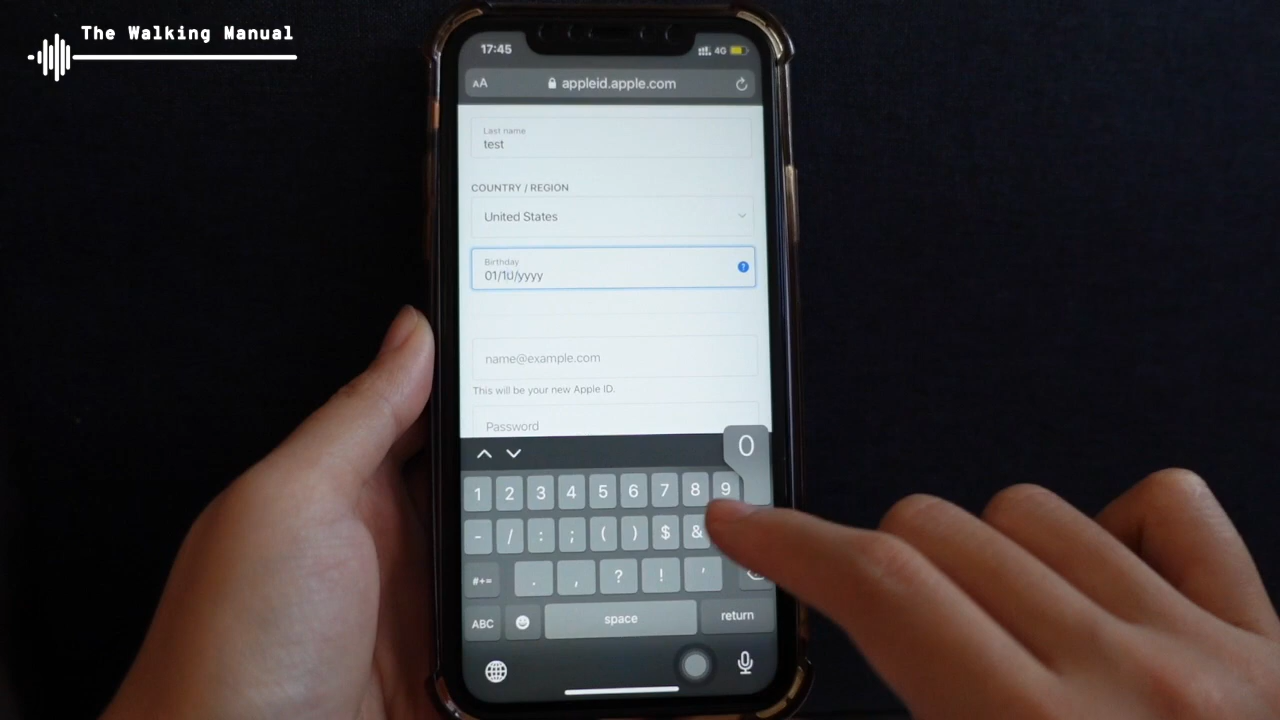 The Walking Manual
17:45
4G
AA
appleid.apple.com
Last name
test
COUNTRY / REGION
United States
Birthday
01/10/yyyy
?
name@example.com
This will be your new Apple ID.
Password
0
1 2 3 4 5 6 7 8 9
- / : ; ( ) $ &
#+= . , ? ! '
ABC space return